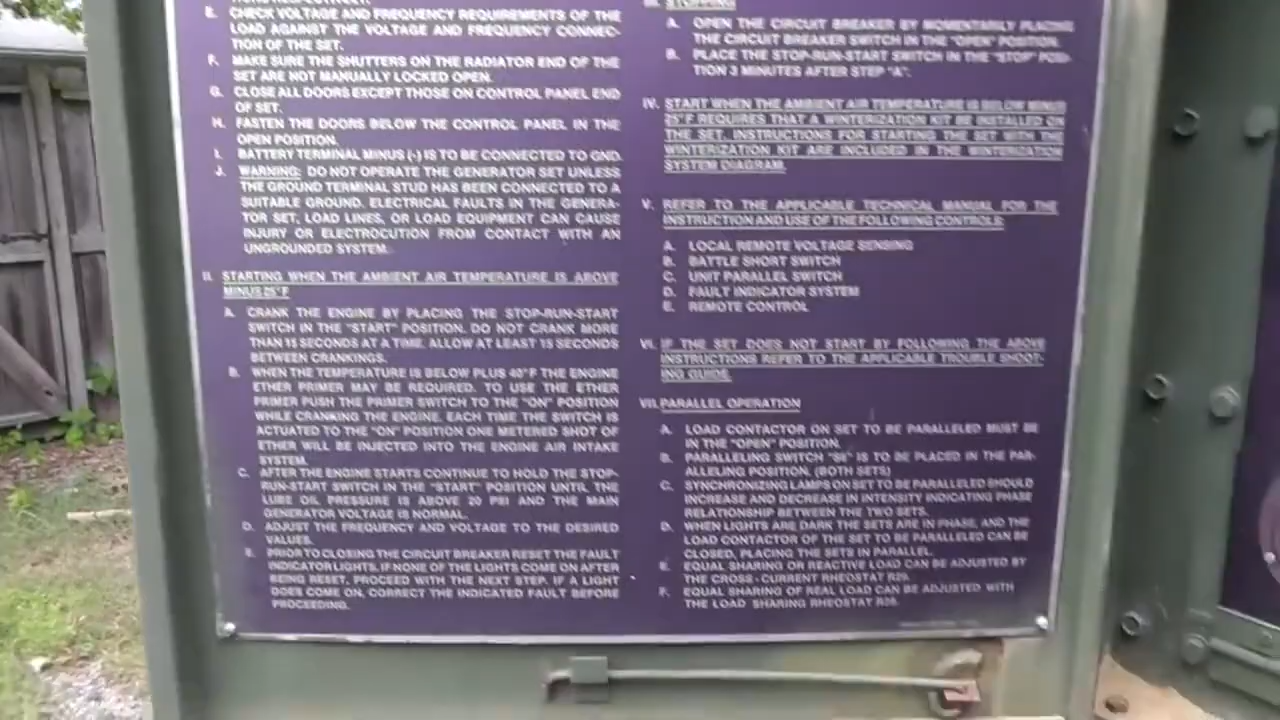 E. CHECK VOLTAGE AND FREQUENCY REQUIREMENTS OF THE
LOAD AGAINST THE VOLTAGE AND FREQUENCY CONNEC-
TION OF THE SET.
F. MAKE SURE THE SHUTTERS ON THE RADIATOR END OF THE
SET ARE NOT MANUALLY LOCKED OPEN.
G. CLOSE ALL DOORS EXCEPT THOSE ON CONTROL PANEL END
OF SET.
H. FASTEN THE DOORS BELOW THE CONTROL PANEL IN THE
OPEN POSITION.
I. BATTERY TERMINAL MINUS (-) IS TO BE CONNECTED TO GND.
J. WARNING: DO NOT OPERATE THE GENERATOR SET UNLESS
THE GROUND TERMINAL STUD HAS BEEN CONNECTED TO A
SUITABLE GROUND. ELECTRICAL FAULTS IN THE GENERA-
TOR SET, LOAD LINES, OR LOAD EQUIPMENT CAN CAUSE
INJURY OR ELECTROCUTION FROM CONTACT WITH AN
UNGROUNDED SYSTEM.
II. STARTING WHEN THE AMBIENT AIR TEMPERATURE IS ABOVE
MINUS 25°F
A. CRANK THE ENGINE BY PLACING THE STOP-RUN-START
SWITCH IN THE "START" POSITION. DO NOT CRANK MORE
THAN 15 SECONDS AT A TIME. ALLOW AT LEAST 15 SECONDS
BETWEEN CRANKINGS.
B. WHEN THE TEMPERATURE IS BELOW PLUS 40°F THE ENGINE
ETHER PRIMER MAY BE REQUIRED. TO USE THE ETHER
PRIMER PUSH THE PRIMER SWITCH TO THE "ON" POSITION
WHILE CRANKING THE ENGINE. EACH TIME THE SWITCH IS
ACTUATED TO THE "ON" POSITION ONE METERED SHOT OF
ETHER WILL BE INJECTED INTO THE ENGINE AIR INTAKE
SYSTEM.
C. AFTER THE ENGINE STARTS CONTINUE TO HOLD THE STOP-
RUN-START SWITCH IN THE "START" POSITION UNTIL THE
LUBE OIL PRESSURE IS ABOVE 20 PSI AND THE MAIN
GENERATOR VOLTAGE IS NORMAL.
D. ADJUST THE FREQUENCY AND VOLTAGE TO THE DESIRED
VALUES.
E. PRIOR TO CLOSING THE CIRCUIT BREAKER RESET THE FAULT
INDICATOR LIGHTS. IF NONE OF THE LIGHTS COME ON AFTER
BEING RESET, PROCEED WITH THE NEXT STEP. IF A LIGHT
DOES COME ON, CORRECT THE INDICATED FAULT BEFORE
PROCEEDING.
III. STOPPING
A. OPEN THE CIRCUIT BREAKER BY MOMENTARILY PLACING
THE CIRCUIT BREAKER SWITCH IN THE "OPEN" POSITION.
B. PLACE THE STOP-RUN-START SWITCH IN THE "STOP" POSI-
TION 3 MINUTES AFTER STEP "A".
IV. START WHEN THE AMBIENT AIR TEMPERATURE IS BELOW MINUS
25°F REQUIRES THAT A WINTERIZATION KIT BE INSTALLED ON
THE SET. INSTRUCTIONS FOR STARTING THE SET WITH THE
WINTERIZATION KIT ARE INCLUDED IN THE WINTERIZATION
SYSTEM DIAGRAM.
V. REFER TO THE APPLICABLE TECHNICAL MANUAL FOR THE
INSTRUCTION AND USE OF THE FOLLOWING CONTROLS:
A. LOCAL REMOTE VOLTAGE SENSING
B. BATTLE SHORT SWITCH
C. UNIT PARALLEL SWITCH
D. FAULT INDICATOR SYSTEM
E. REMOTE CONTROL
VI. IF THE SET DOES NOT START BY FOLLOWING THE ABOVE
INSTRUCTIONS REFER TO THE APPLICABLE TROUBLE SHOOT-
ING GUIDE.
VII. PARALLEL OPERATION
A. LOAD CONTACTOR ON SET TO BE PARALLELED MUST BE
IN THE "OPEN" POSITION.
B. PARALLELING SWITCH IS TO BE PLACED IN THE PAR-
ALLELING POSITION. (BOTH SETS)
C. SYNCHRONIZING LAMPS ON SET TO BE PARALLELED SHOULD
INCREASE AND DECREASE IN INTENSITY INDICATING PHASE
RELATIONSHIP BETWEEN THE TWO SETS.
D. WHEN LIGHTS ARE DARK THE SETS ARE IN PHASE, AND THE
LOAD CONTACTOR OF THE SET TO BE PARALLELED CAN BE
CLOSED, PLACING THE SETS IN PARALLEL.
E. EQUAL SHARING OR REACTIVE LOAD CAN BE ADJUSTED BY
THE CROSS - CURRENT RHEOSTAT
F. EQUAL SHARING OF REAL LOAD CAN BE ADJUSTED WITH
THE LOAD SHARING RHEOSTAT